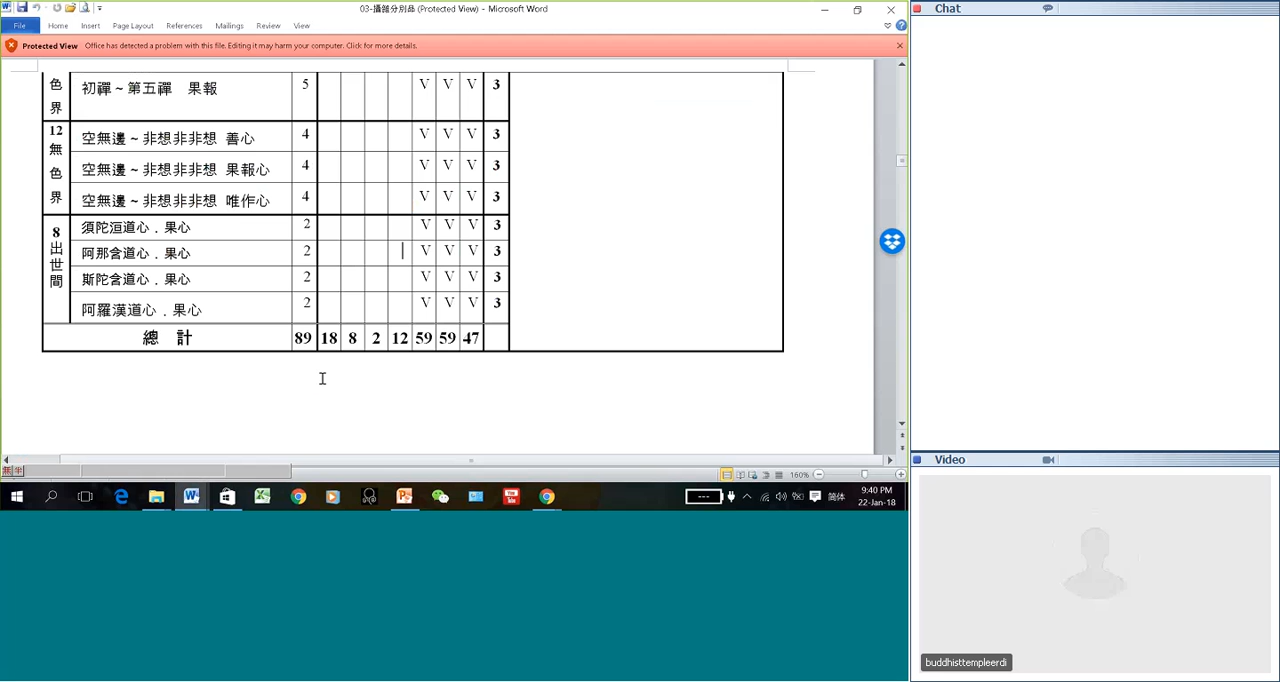 03-攝雜分別品 (Protected View) - Microsoft Word
File Home Insert Page Layout References Mailings Review View
Protected View Office has detected a problem with this file. Editing it may harm your computer. Click for more details.
色界 初禪～第五禪 果報 5 V V V 3
12無色界 空無邊～非想非非想 善心 4 V V V 3
空無邊～非想非非想 果報心 4 V V V 3
空無邊～非想非非想 唯作心 4 V V V 3
8出世間 須陀洹道心．果心 2 V V V 3
阿那含道心．果心 2 V V V 3
斯陀含道心．果心 2 V V V 3
阿羅漢道心．果心 2 V V V 3
總 計 89 18 8 2 12 59 59 47
160%
简体
9:40 PM
22-Jan-18
Chat
Video
buddhisttempleerdi